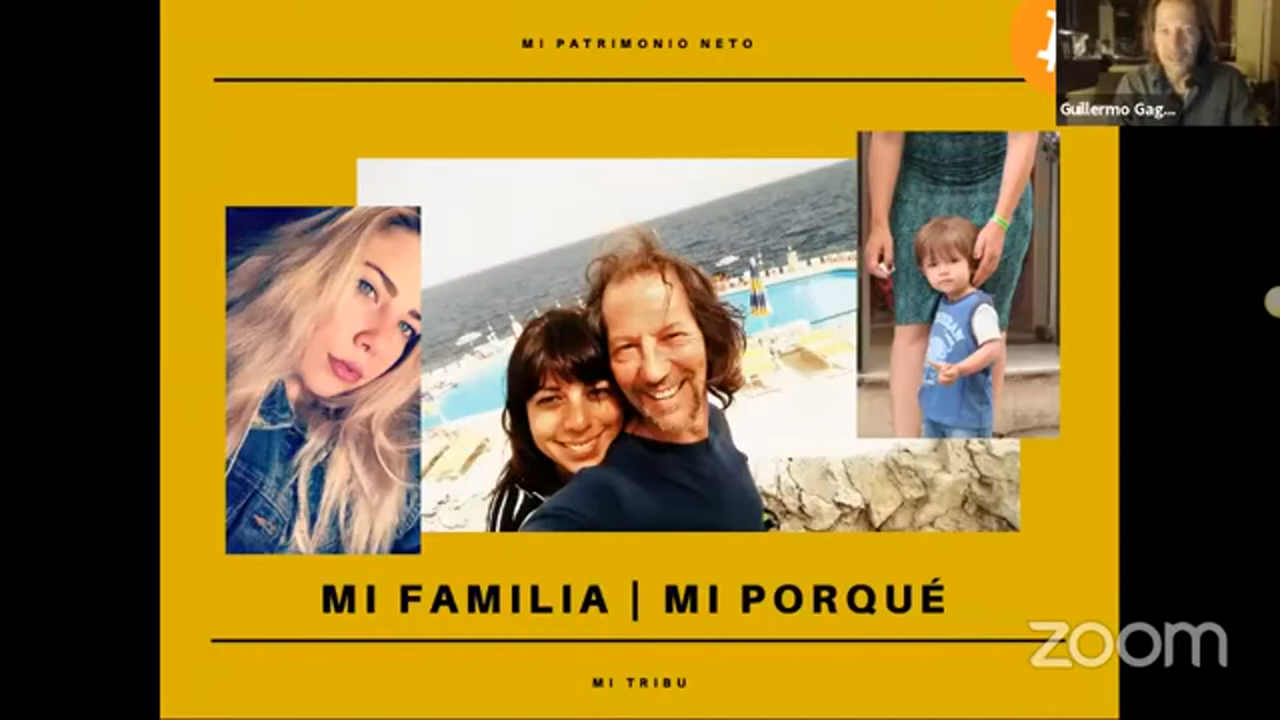 MI PATRIMONIO NETO
Guillermo Gag...
MI FAMILIA | MI PORQUÉ
zoom
MI TRIBU